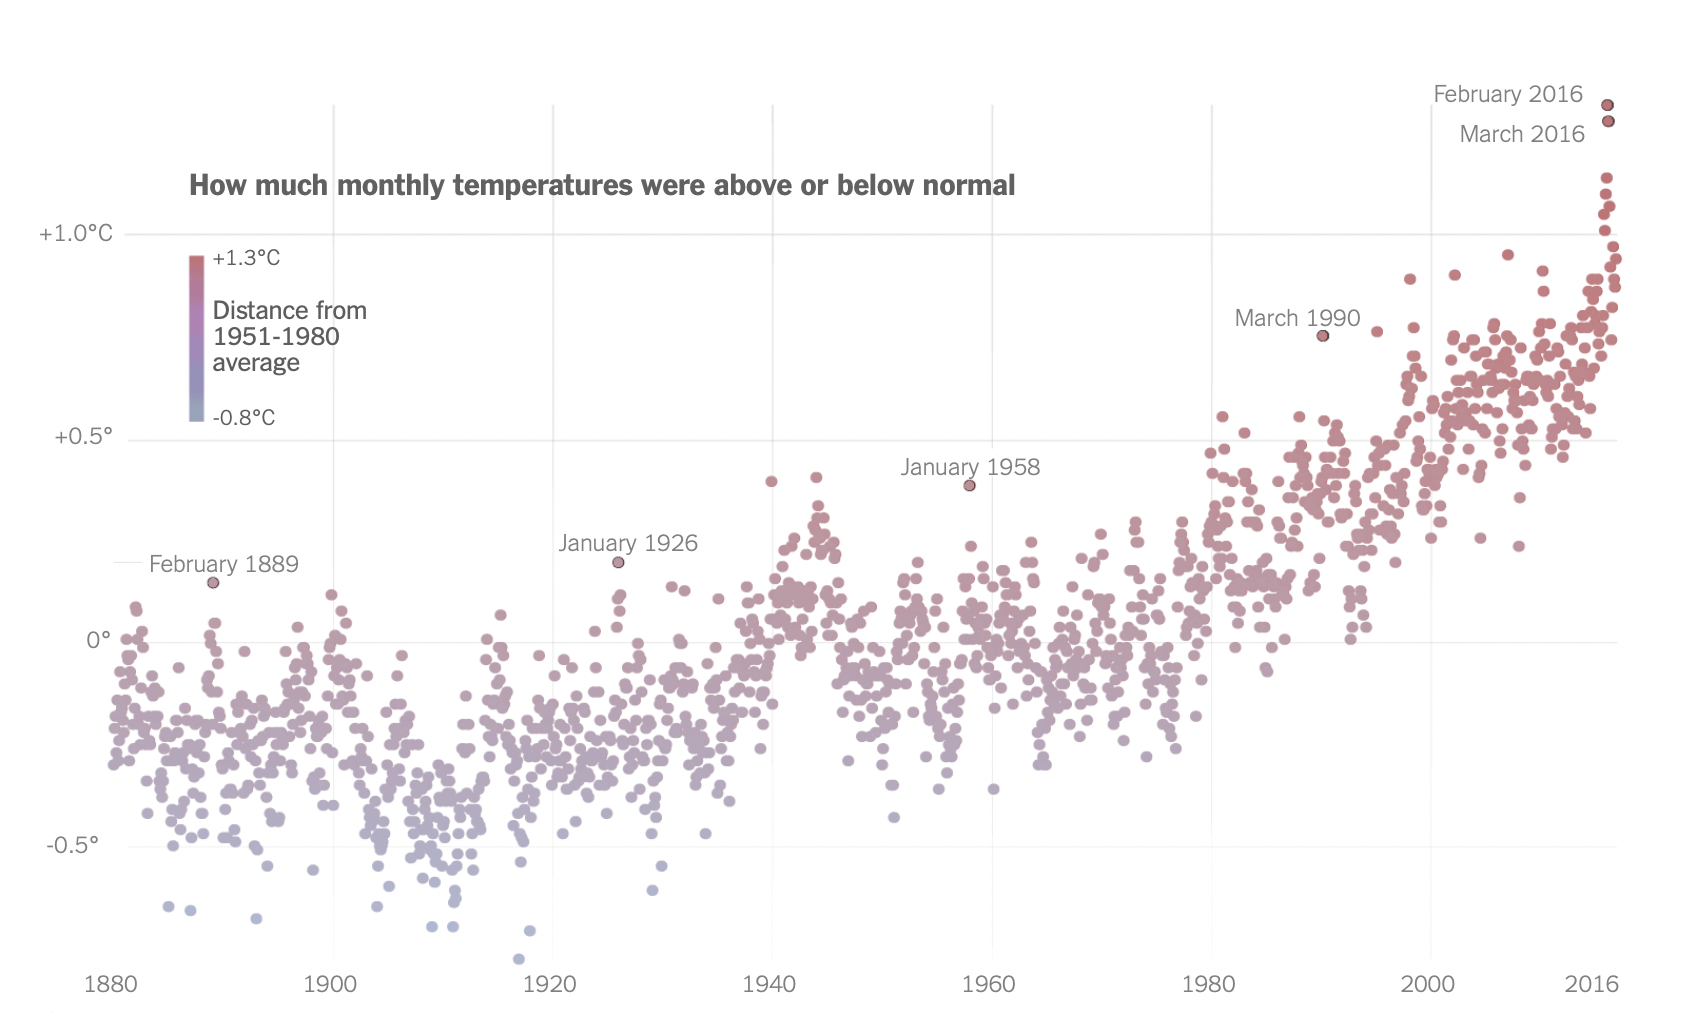 February 2016
March 2016
How much monthly temperatures were above or below normal
+1.0°C
+1.3°C
Distance from
1951-1980
average
-0.8°C
March 1990
+0.5°
January 1958
January 1926
February 1889
0°
-0.5°
1880 1900 1920 1940 1960 1980 2000 2016